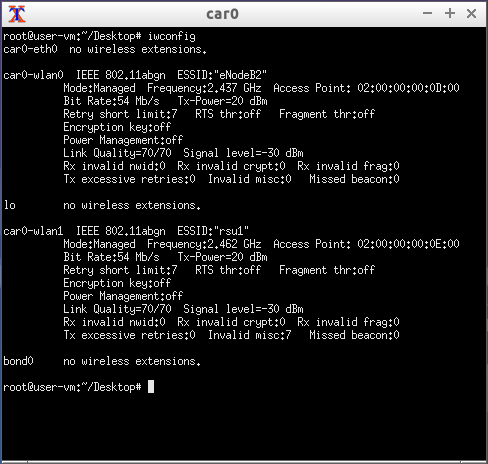 car0
root@user-vm:~/Desktop# iwconfig
car0-eth0  no wireless extensions.
car0-wlan0  IEEE 802.11abgn  ESSID:"eNodeB2"
Mode:Managed  Frequency:2.437 GHz  Access Point: 02:00:00:00:0D:00
Bit Rate:54 Mb/s   Tx-Power=20 dBm
Retry short limit:7   RTS thr:off   Fragment thr:off
Encryption key:off
Power Management:off
Link Quality=70/70  Signal level=-30 dBm
Rx invalid nwid:0  Rx invalid crypt:0  Rx invalid frag:0
Tx excessive retries:0  Invalid misc:0   Missed beacon:0
lo        no wireless extensions.
car0-wlan1  IEEE 802.11abgn  ESSID:"rsu1"
Mode:Managed  Frequency:2.462 GHz  Access Point: 02:00:00:00:0E:00
Bit Rate:54 Mb/s   Tx-Power=20 dBm
Retry short limit:7   RTS thr:off   Fragment thr:off
Encryption key:off
Power Management:off
Link Quality=70/70  Signal level=-30 dBm
Rx invalid nwid:0  Rx invalid crypt:0  Rx invalid frag:0
Tx excessive retries:0  Invalid misc:7   Missed beacon:0
bond0     no wireless extensions.
root@user-vm:~/Desktop#